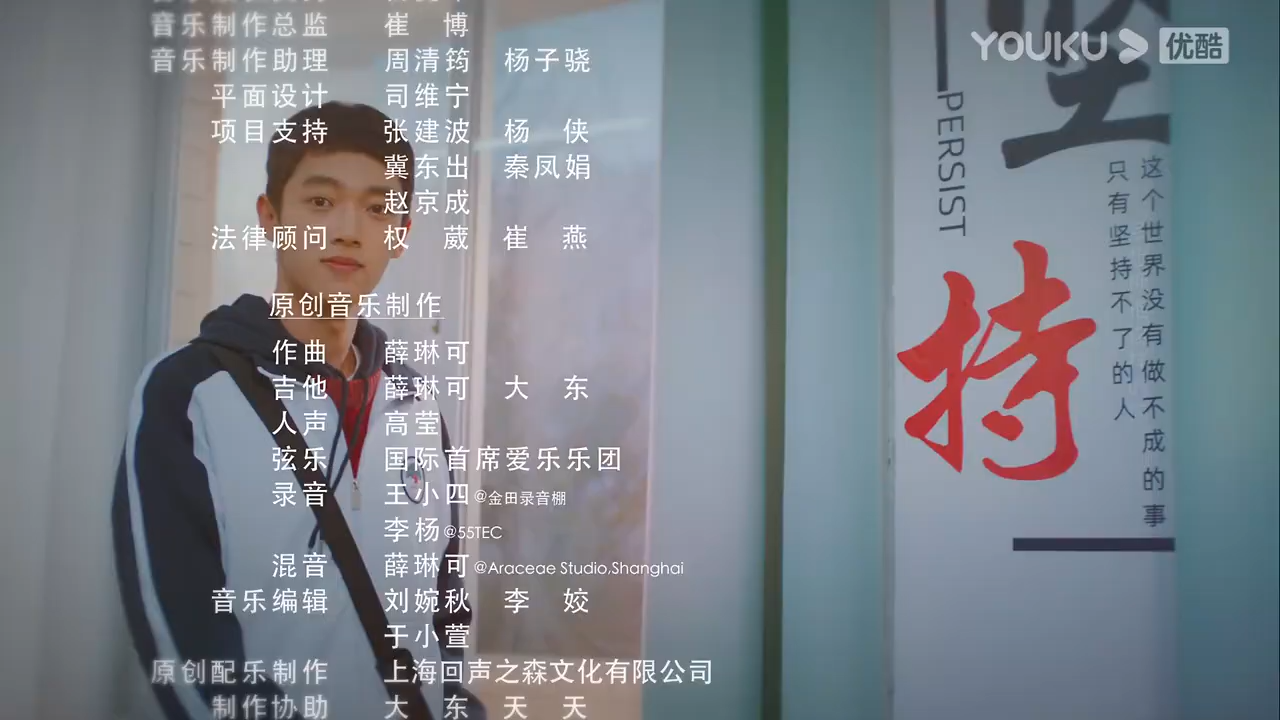 音乐制作总监 崔 博
音乐制作助理 周清筠 杨子骁
平面设计 司维宁
项目支持 张建波 杨 侠
冀东出 秦凤娟
赵京成
法律顾问 权 葳 崔 燕
原创音乐制作
作曲 薛琳可
吉他 薛琳可 大 东
人声 高莹
弦乐 国际首席爱乐乐团
录音 王小四@金田录音棚
李杨@55TEC
混音 薛琳可@Araceae Studio,Shanghai
音乐编辑 刘婉秋 李 姣
于小萱
原创配乐制作 上海回声之森文化有限公司
制作协助 大 东 天 天
YOUKU 优酷
坚
持
PERSIST
这个世界没有做不成的事
只有坚持不了的人